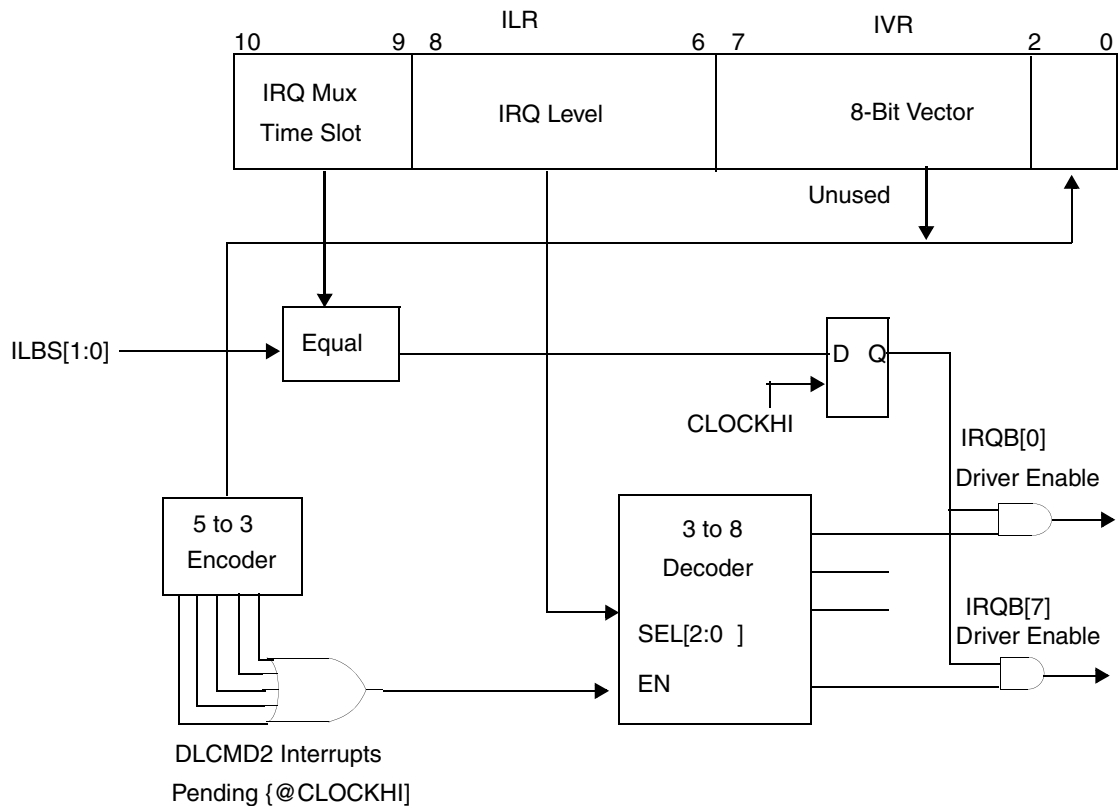 ILR
IVR
10
9
8
6
7
2
0
IRQ Mux
Time Slot
IRQ Level
8-Bit Vector
Unused
ILBS[1:0]
Equal
D Q
CLOCKHI
IRQB[0]
Driver Enable
5 to 3
Encoder
3 to 8
Decoder
SEL[2:0 ]
EN
IRQB[7]
Driver Enable
DLCMD2 Interrupts
Pending {@CLOCKHI]